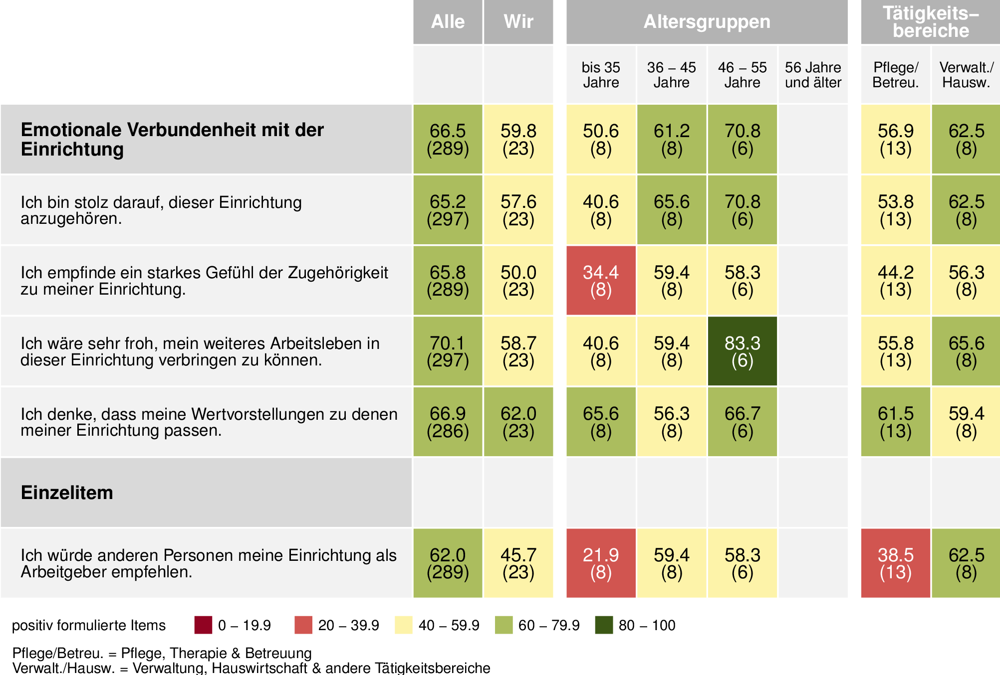 Alle Wir Altersgruppen Tätigkeits–
bereiche
bis 35 36 – 45 46 – 55 56 Jahre Pflege/ Verwalt./
Jahre Jahre Jahre und älter Betreu. Hausw.
Emotionale Verbundenheit mit der 66.5 59.8 50.6 61.2 70.8 56.9 62.5
Einrichtung (289) (23) (8) (8) (6) (13) (8)
Ich bin stolz darauf, dieser Einrichtung 65.2 57.6 40.6 65.6 70.8 53.8 62.5
anzugehören. (297) (23) (8) (8) (6) (13) (8)
Ich empfinde ein starkes Gefühl der Zugehörigkeit 65.8 50.0 34.4 59.4 58.3 44.2 56.3
zu meiner Einrichtung. (289) (23) (8) (8) (6) (13) (8)
Ich wäre sehr froh, mein weiteres Arbeitsleben in 70.1 58.7 40.6 59.4 83.3 55.8 65.6
dieser Einrichtung verbringen zu können. (297) (23) (8) (8) (6) (13) (8)
Ich denke, dass meine Wertvorstellungen zu denen 66.9 62.0 65.6 56.3 66.7 61.5 59.4
meiner Einrichtung passen. (286) (23) (8) (8) (6) (13) (8)
Einzelitem
Ich würde anderen Personen meine Einrichtung als 62.0 45.7 21.9 59.4 58.3 38.5 62.5
Arbeitgeber empfehlen. (289) (23) (8) (8) (6) (13) (8)
positiv formulierte Items 0 – 19.9 20 – 39.9 40 – 59.9 60 – 79.9 80 – 100
Pflege/Betreu. = Pflege, Therapie & Betreuung
Verwalt./Hausw. = Verwaltung, Hauswirtschaft & andere Tätigkeitsbereiche